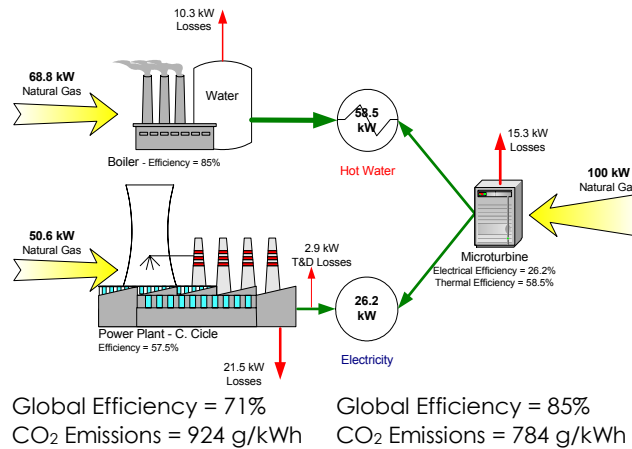 10.3 kW
Losses
68.8 kW
Natural Gas
Water
58.5
kW
Boiler - Efficiency = 85%
Hot Water
15.3 kW
Losses
100 kW
Natural Gas
50.6 kW
Natural Gas
2.9 kW
T&D Losses
Microturbine
Electrical Efficiency = 26.2%
Thermal Efficiency = 58.5%
26.2
kW
Power Plant - C. Cicle
Efficiency = 57.5%
Electricity
21.5 kW
Losses
Global Efficiency = 71%
CO₂ Emissions = 924 g/kWh
Global Efficiency = 85%
CO₂ Emissions = 784 g/kWh